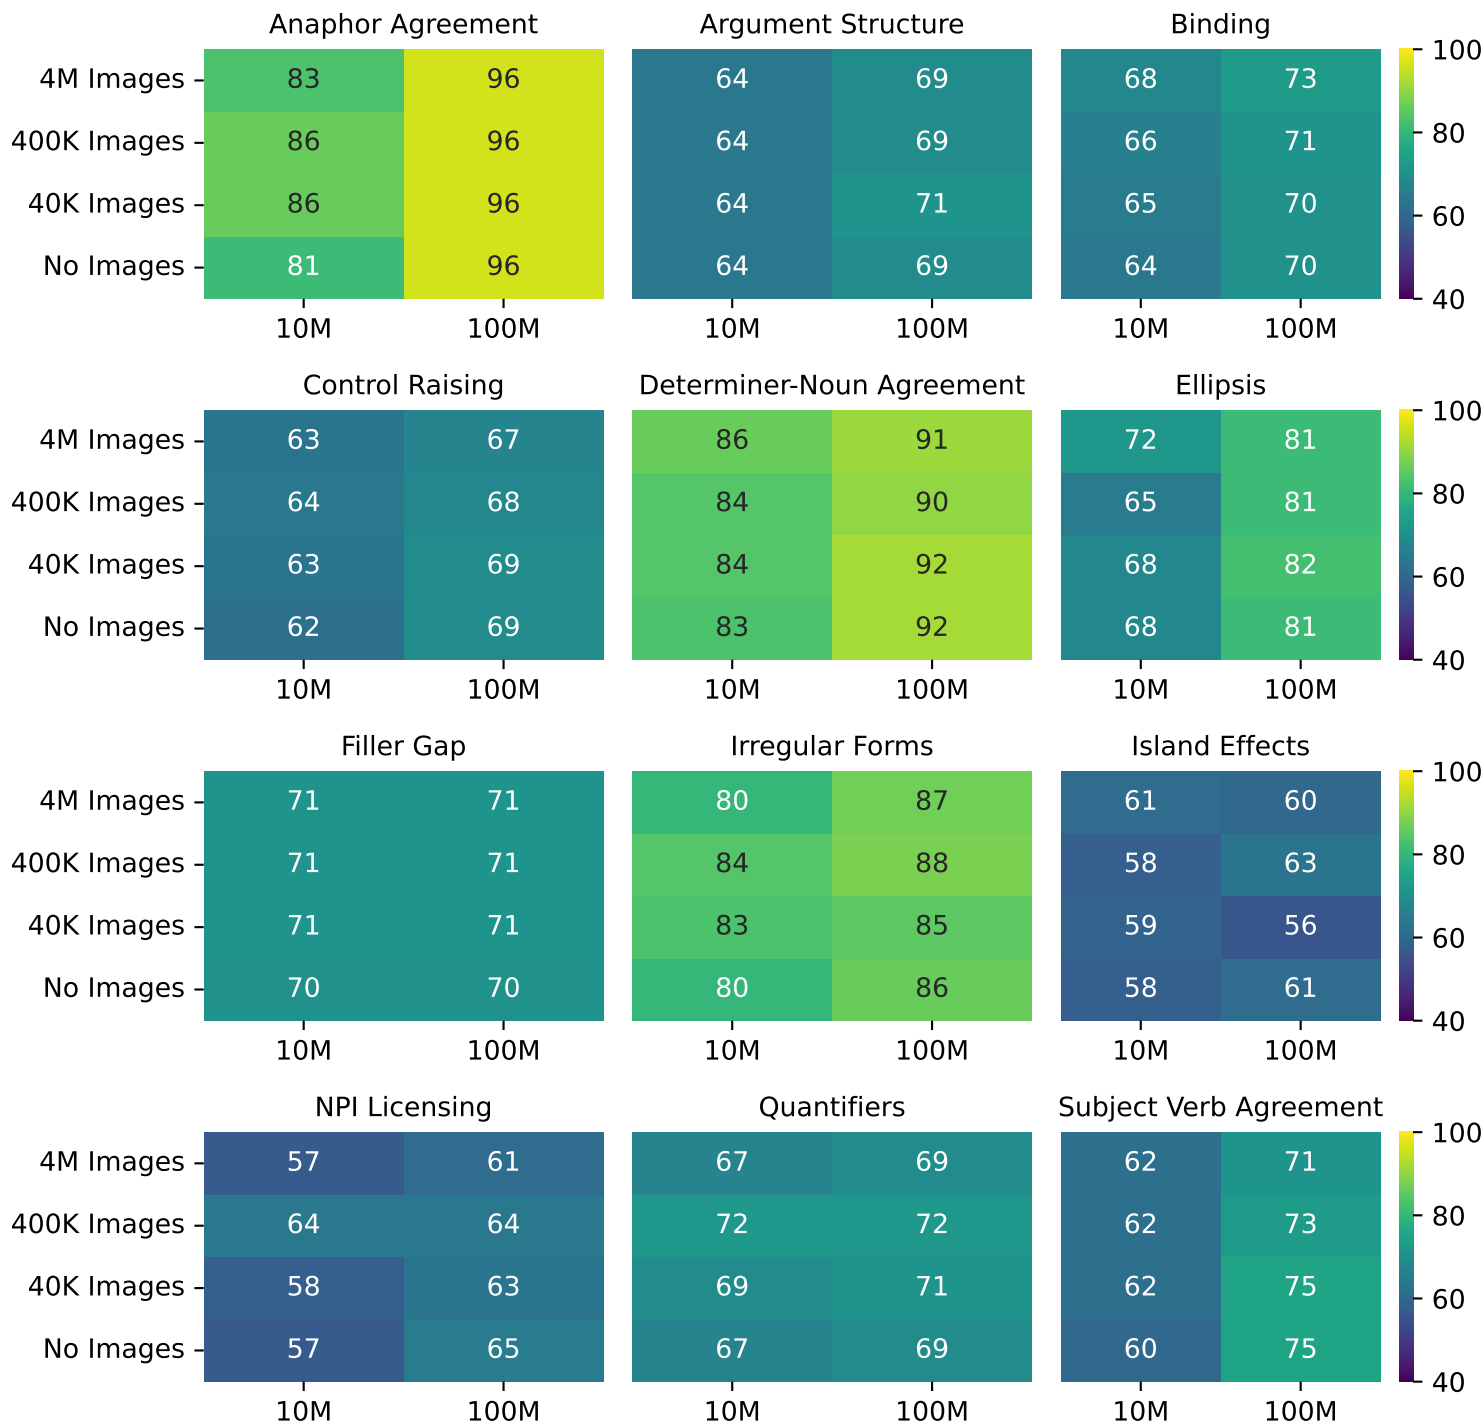 Anaphor Agreement Argument Structure Binding
4M Images 83 96 64 69 68 73 100
400K Images 86 96 64 69 66 71 80
40K Images 86 96 64 71 65 70 60
No Images 81 96 64 69 64 70 40
10M 100M 10M 100M 10M 100M
Control Raising Determiner-Noun Agreement Ellipsis
4M Images 63 67 86 91 72 81 100
400K Images 64 68 84 90 65 81 80
40K Images 63 69 84 92 68 82 60
No Images 62 69 83 92 68 81 40
10M 100M 10M 100M 10M 100M
Filler Gap Irregular Forms Island Effects
4M Images 71 71 80 87 61 60 100
400K Images 71 71 84 88 58 63 80
40K Images 71 71 83 85 59 56 60
No Images 70 70 80 86 58 61 40
10M 100M 10M 100M 10M 100M
NPI Licensing Quantifiers Subject Verb Agreement
4M Images 57 61 67 69 62 71 100
400K Images 64 64 72 72 62 73 80
40K Images 58 63 69 71 62 75 60
No Images 57 65 67 69 60 75 40
10M 100M 10M 100M 10M 100M